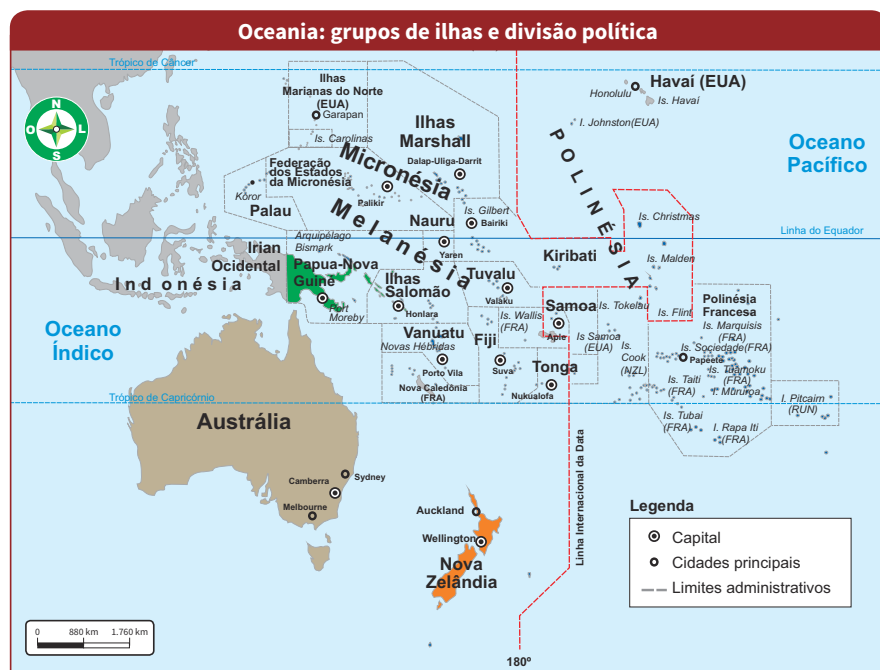 Oceania: grupos de ilhas e divisão política
Trópico de Câncer
N
O
L
S
Ilhas
Marianas do Norte
(EUA)
Garapan
Is. Carolinas
Ilhas
Marshall
Dalap-Uliga-Darrit
Honolulu
Havaí (EUA)
Is. Havaí
I. Johnston(EUA)
Oceano
Pacífico
POLINÉSIA
Micronésia
Melanésia
Federação
dos Estados
da Micronésia
Palikir
Koror
Palau
Nauru
Yaren
Is. Gilbert
Bairiki
Is. Christmas
Linha do Equador
Is. Malden
Kiribati
Arquipélago
Bismark
Irian
Ocidental
Indonésia
Papua-Nova
Guiné
Port
Moreby
Ilhas
Salomão
Honlara
Tuvalu
Valaku
Is. Wallis
(FRA)
Samoa
Apie
Is Samoa
(EUA)
Is. Tokelau
Is. Flint
Polinésia
Francesa
Is. Marquisis
(FRA)
Is. Sociedade(FRA)
Papeete
Is. Tuamoku
(FRA)
Is. Taiti
(FRA)
I. Mururoa
Is.
Cook
(NZL)
Is. Tubai
(FRA)
I. Rapa Iti
(FRA)
I. Pitcairn
(RUN)
Oceano
Índico
Vanuatu
Novas Hébridas
Porto Vila
Nova Caledônia
(FRA)
Fiji
Suva
Tonga
Nukualofa
Trópico de Capricórnio
Austrália
Camberra
Sydney
Melbourne
Auckland
Wellington
Nova
Zelândia
Linha Internacional da Data
180º
Legenda
Capital
Cidades principais
Limites administrativos
0 880 km 1.760 km